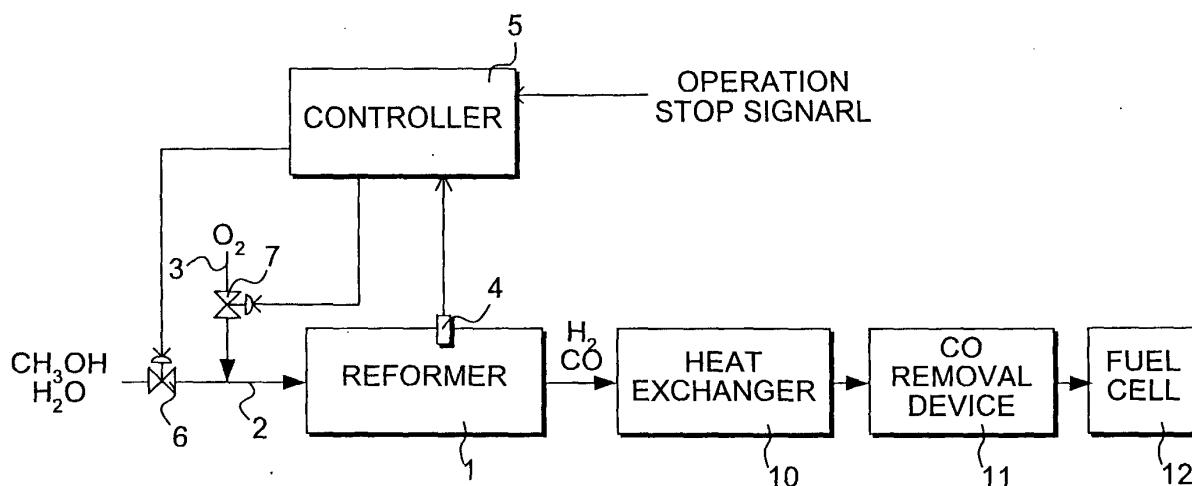 5
CONTROLLER
OPERATION
STOP SIGNARL
O₂
3
7
4
CH₃OH
H₂O
6
2
REFORMER
1
H₂
CO
HEAT
EXCHANGER
10
CO
REMOVAL
DEVICE
11
FUEL
CELL
12